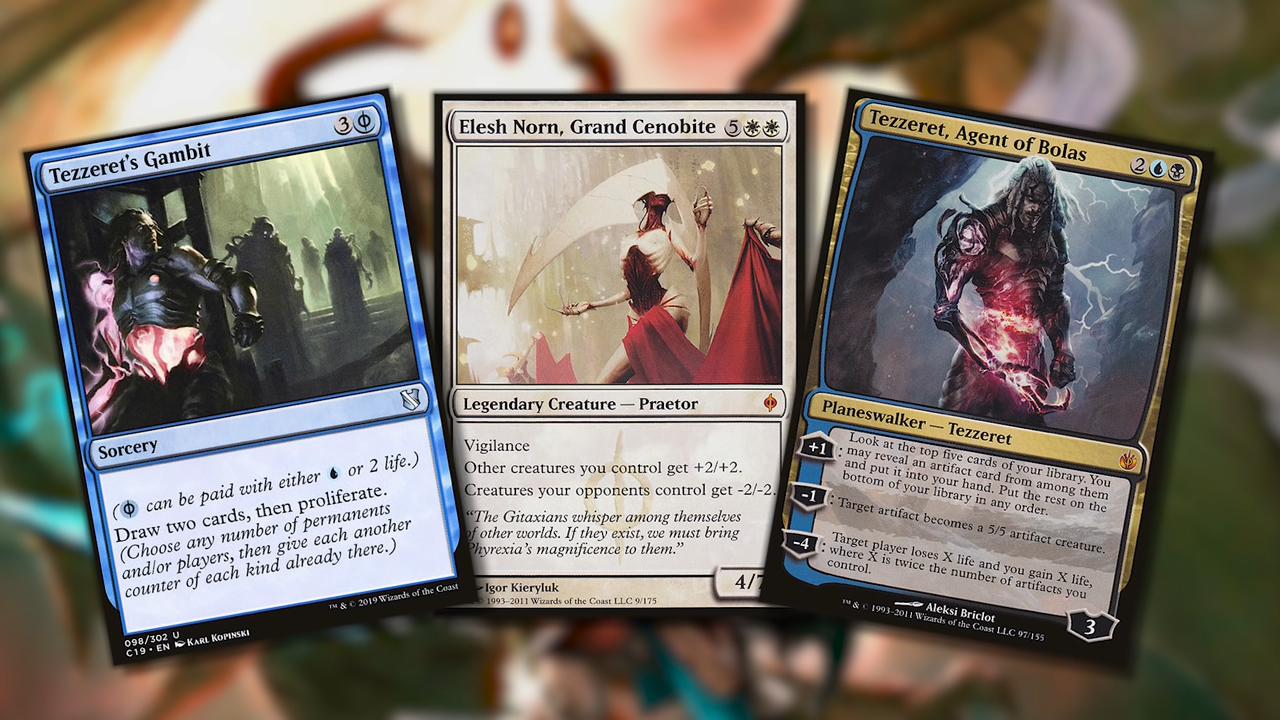 Tezzeret's Gambit
3
Sorcery
( can be paid with either or 2 life.)
Draw two cards, then proliferate.
(Choose any number of permanents
and/or players, then give each another
counter of each kind already there.)
098/302 U
C19 • EN KARL KOPINSKI
™ & © 2019 Wizards of the Coast
Elesh Norn, Grand Cenobite
5
Legendary Creature — Praetor
Vigilance
Other creatures you control get +2/+2.
Creatures your opponents control get -2/-2.
"The Gitaxians whisper among themselves
of other worlds. If they exist, we must bring
Phyrexia's magnificence to them."
4/7
Igor Kieryluk
1993-2011 Wizards of the Coast LLC 9/175
Tezzeret, Agent of Bolas
2
Planeswalker — Tezzeret
+1 : Look at the top five cards of your library. You
may reveal an artifact card from among them
and put it into your hand. Put the rest on the
bottom of your library in any order.
-1 : Target artifact becomes a 5/5 artifact creature.
-4 : Target player loses X life and you gain X life,
where X is twice the number of artifacts you
control.
Aleksi Briclot
™ & © 1993-2011 Wizards of the Coast LLC 97/155
3